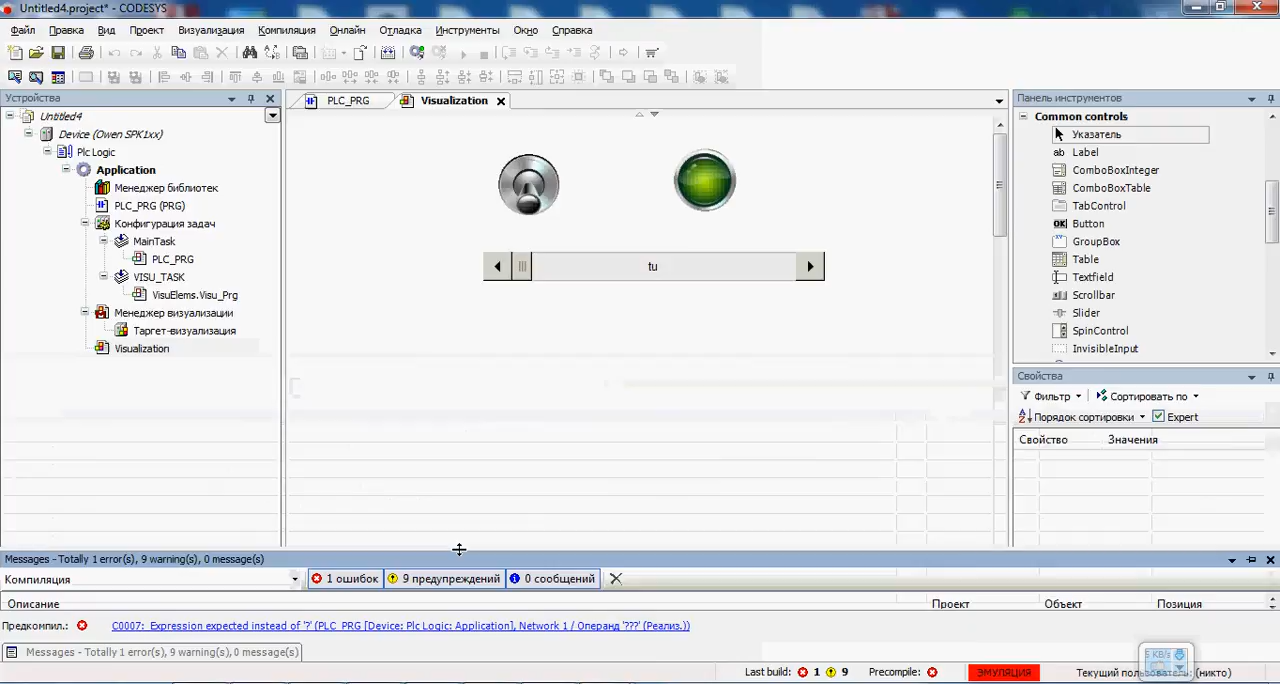 Untitled4.project* - CODESYS
Файл Правка Вид Проект Визуализация Компиляция Онлайн Отладка Инструменты Окно Справка
Устройства
PLC_PRG
Visualization
Панель инструментов
Untitled4
Device (Owen SPK1xx)
Plc Logic
Application
Менеджер библиотек
PLC_PRG (PRG)
Конфигурация задач
MainTask
PLC_PRG
VISU_TASK
VisuElems.Visu_Prg
Менеджер визуализации
Таргет-визуализация
Visualization
tu
Common controls
Указатель
Label
ComboBoxInteger
ComboBoxTable
TabControl
Button
GroupBox
Table
Textfield
Scrollbar
Slider
SpinControl
InvisibleInput
Свойства
Фильтр Сортировать по
Порядок сортировки Expert
Свойство Значения
Messages - Totally 1 error(s), 9 warning(s), 0 message(s)
Компиляция 1 ошибок 9 предупреждений 0 сообщений
Описание Проект Объект Позиция
Предкомпил.: C0007: Expression expected instead of '?' (PLC_PRG [Device: Plc Logic: Application], Network 1 / Операнд '???' (Реализ.))
Messages - Totally 1 error(s), 9 warning(s), 0 message(s)
Last build: 1 9 Precompile: ЭМУЛЯЦИЯ Текущий пользователь: (никто)
5 KB/s